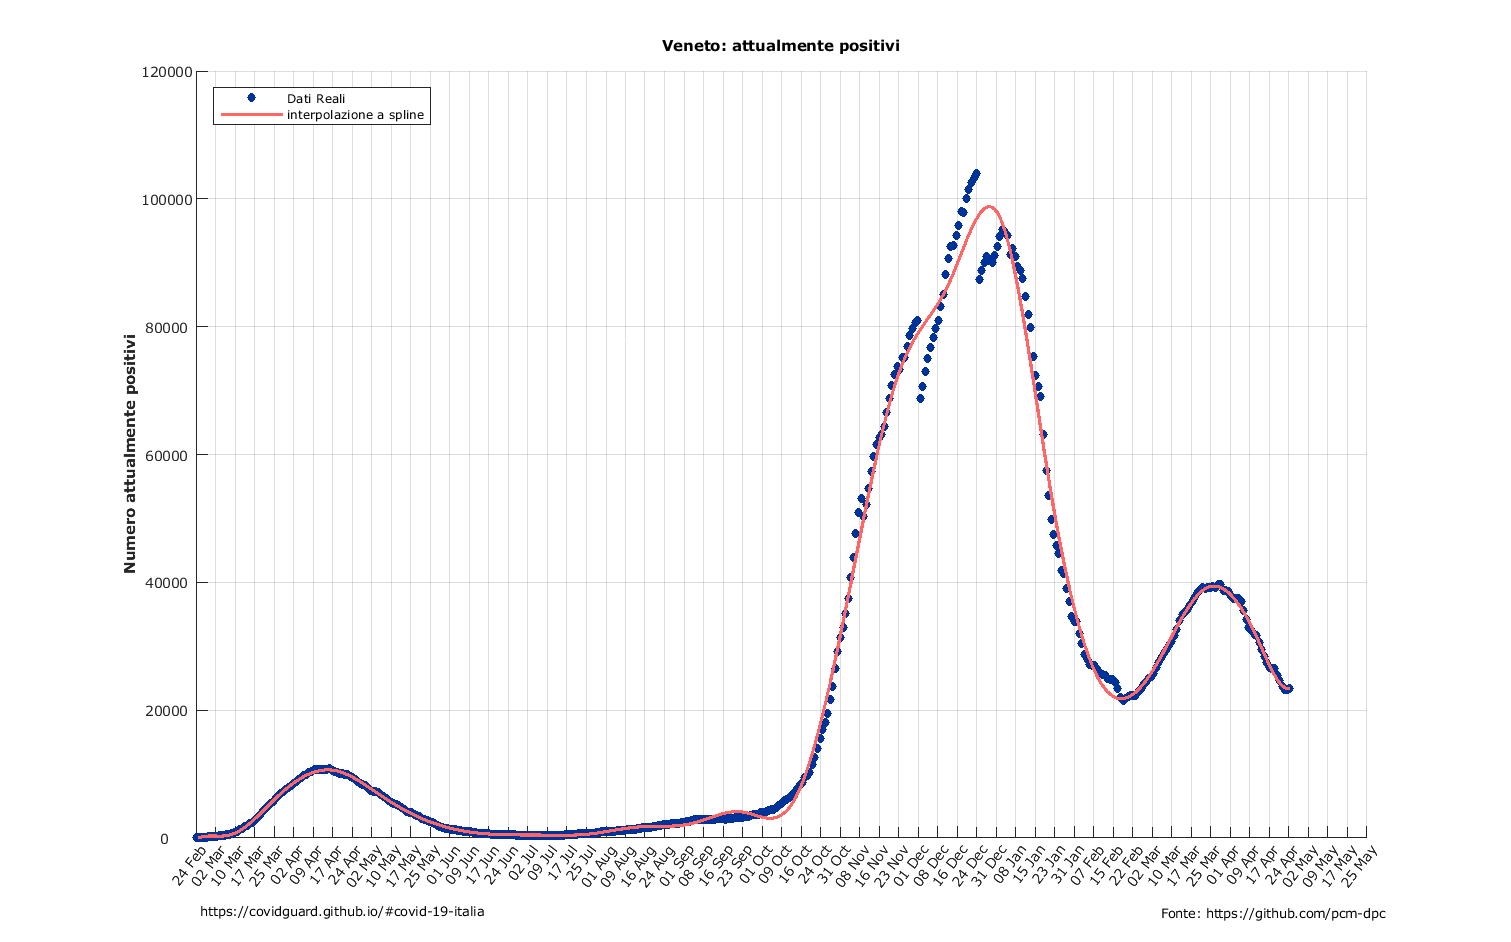 Veneto: attualmente positivi
120000
Dati Reali
interpolazione a spline
100000
80000
60000
40000
20000
0
Numero attualmente positivi
24 Feb
02 Mar
10 Mar
17 Mar
25 Mar
02 Apr
09 Apr
17 Apr
24 Apr
02 May
10 May
17 May
25 May
01 Jun
09 Jun
17 Jun
24 Jun
02 Jul
09 Jul
17 Jul
25 Jul
01 Aug
09 Aug
16 Aug
24 Aug
01 Sep
08 Sep
16 Sep
23 Sep
01 Oct
09 Oct
16 Oct
24 Oct
31 Oct
08 Nov
16 Nov
23 Nov
01 Dec
08 Dec
16 Dec
24 Dec
31 Dec
08 Jan
15 Jan
23 Jan
31 Jan
07 Feb
15 Feb
22 Feb
02 Mar
10 Mar
17 Mar
25 Mar
01 Apr
09 Apr
17 Apr
24 Apr
02 May
09 May
17 May
25 May
https://covidguard.github.io/#covid-19-italia
Fonte: https://github.com/pcm-dpc